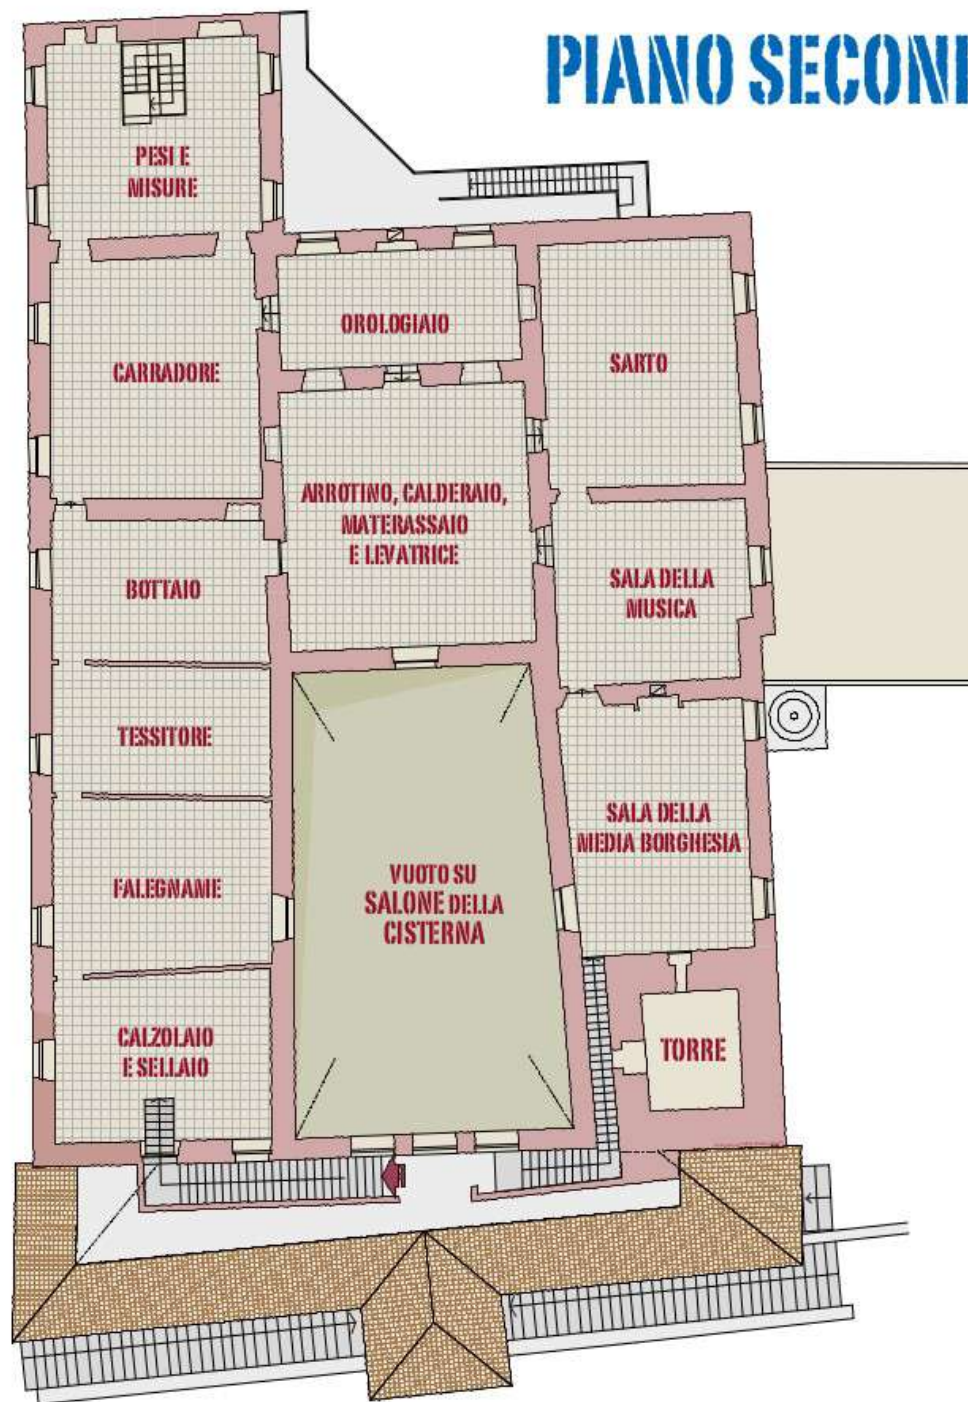 PIANO SECON
PESI E
MISURE
CARRADORE
OROLOGIAIO
SARTO
ARROTINO, CALDERAIO,
MATERASSAIO
E LEVATRICE
BOTTAIO
SALA DELLA
MUSICA
TESSITORE
SALA DELLA
MEDIA BORGHESIA
FALEGNAME
VUOTO SU
SALONE DELLA
CISTERNA
CALZOLAIO
E SELLAIO
TORRE